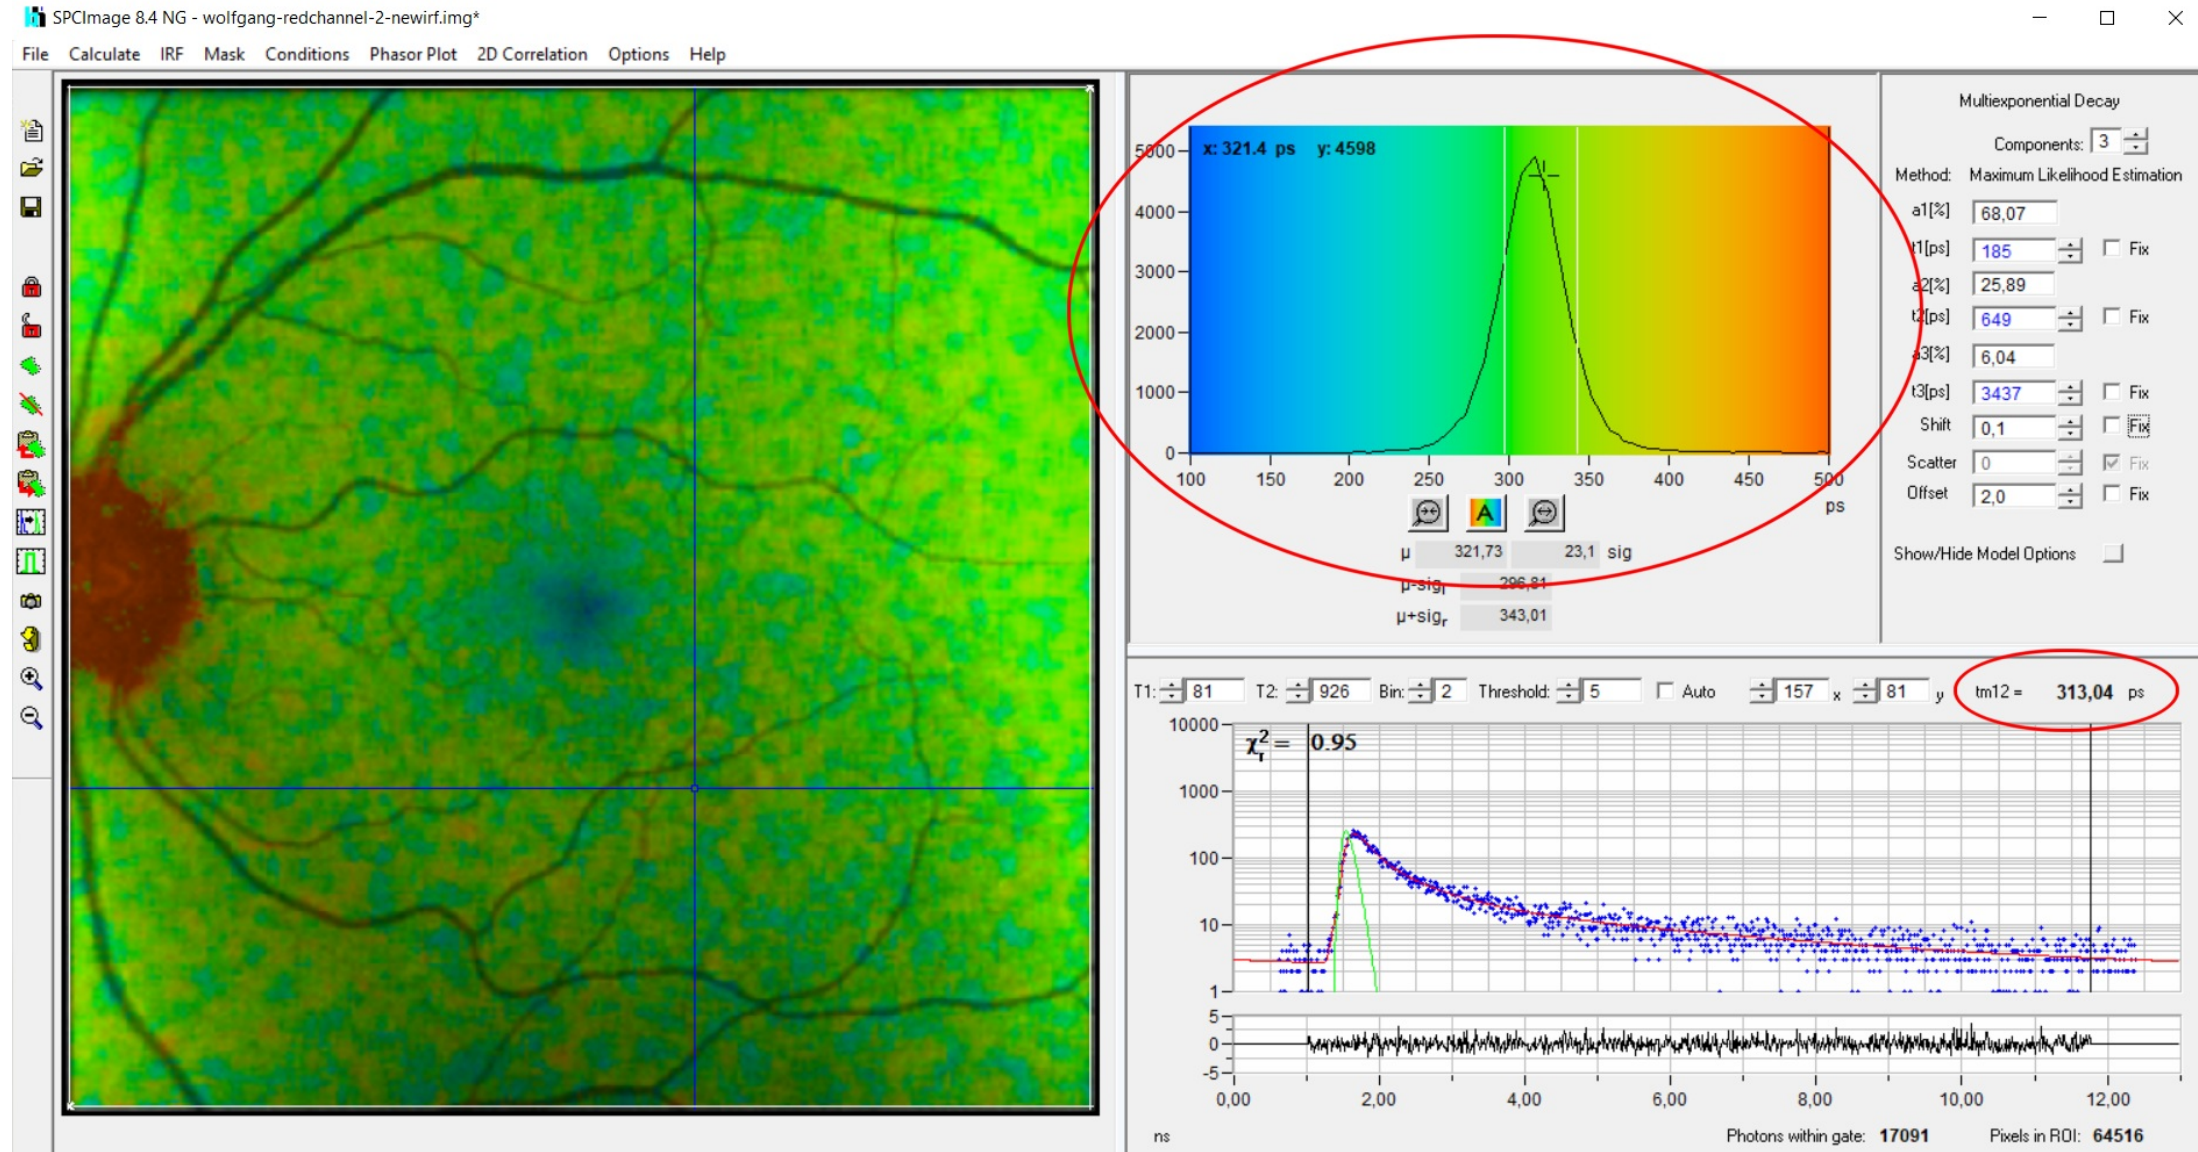 SPCImage 8.4 NG - wolfgang-redchannel-2-newirf.img*
File Calculate IRF Mask Conditions Phasor Plot 2D Correlation Options Help
x: 321.4 ps y: 4598
5000
4000
3000
2000
1000
0
100 150 200 250 300 350 400 450 500
ps
A
µ 321,73 23,1 sig
µ-sigl 296,81
µ+sigr 343,01
Multiexponential Decay
Components: 3
Method: Maximum Likelihood Estimation
a1[%] 68,07
t1[ps] 185 Fix
a2[%] 25,89
t2[ps] 649 Fix
a3[%] 6,04
t3[ps] 3437 Fix
Shift 0,1 Fix
Scatter 0 Fix
Offset 2,0 Fix
Show/Hide Model Options
T1: 81 T2: 926 Bin: 2 Threshold: 5 Auto 157 x 81 y tm12 = 313,04 ps
χ²r = 0.95
10000
1000
100
10
1
5
0
-5
0,00 2,00 4,00 6,00 8,00 10,00 12,00
ns Photons within gate: 17091 Pixels in ROI: 64516